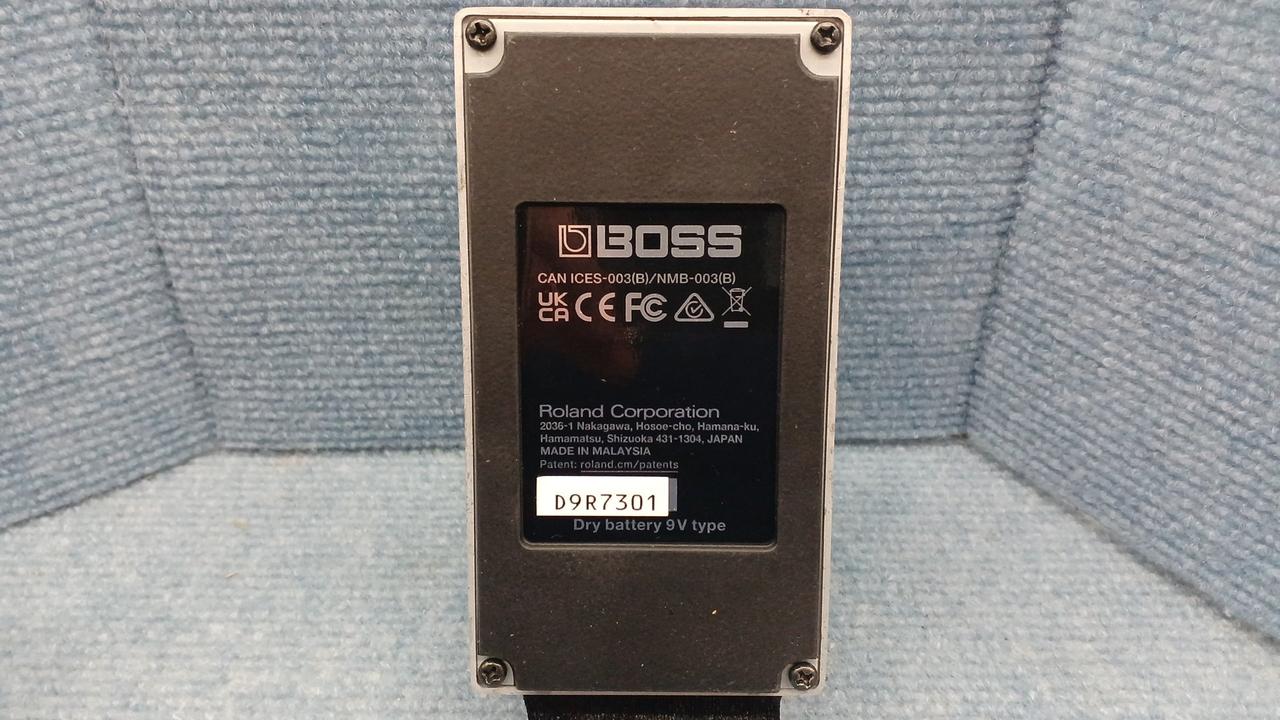 BOSS
CAN ICES-003(B)/NMB-003(B)
UK CA CE FC
Roland Corporation
2036-1 Nakagawa, Hosoe-cho, Hamana-ku,
Hamamatsu, Shizuoka 431-1304, JAPAN
MADE IN MALAYSIA
Patent: roland.cm/patents
D9R7301
Dry battery 9V type